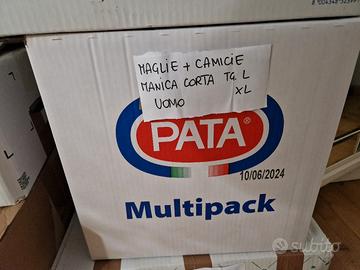 MAGLIE + CAMICIE
MANICA CORTA TG L
XL
UOMO
PATA
10/06/2024
Multipack
subito